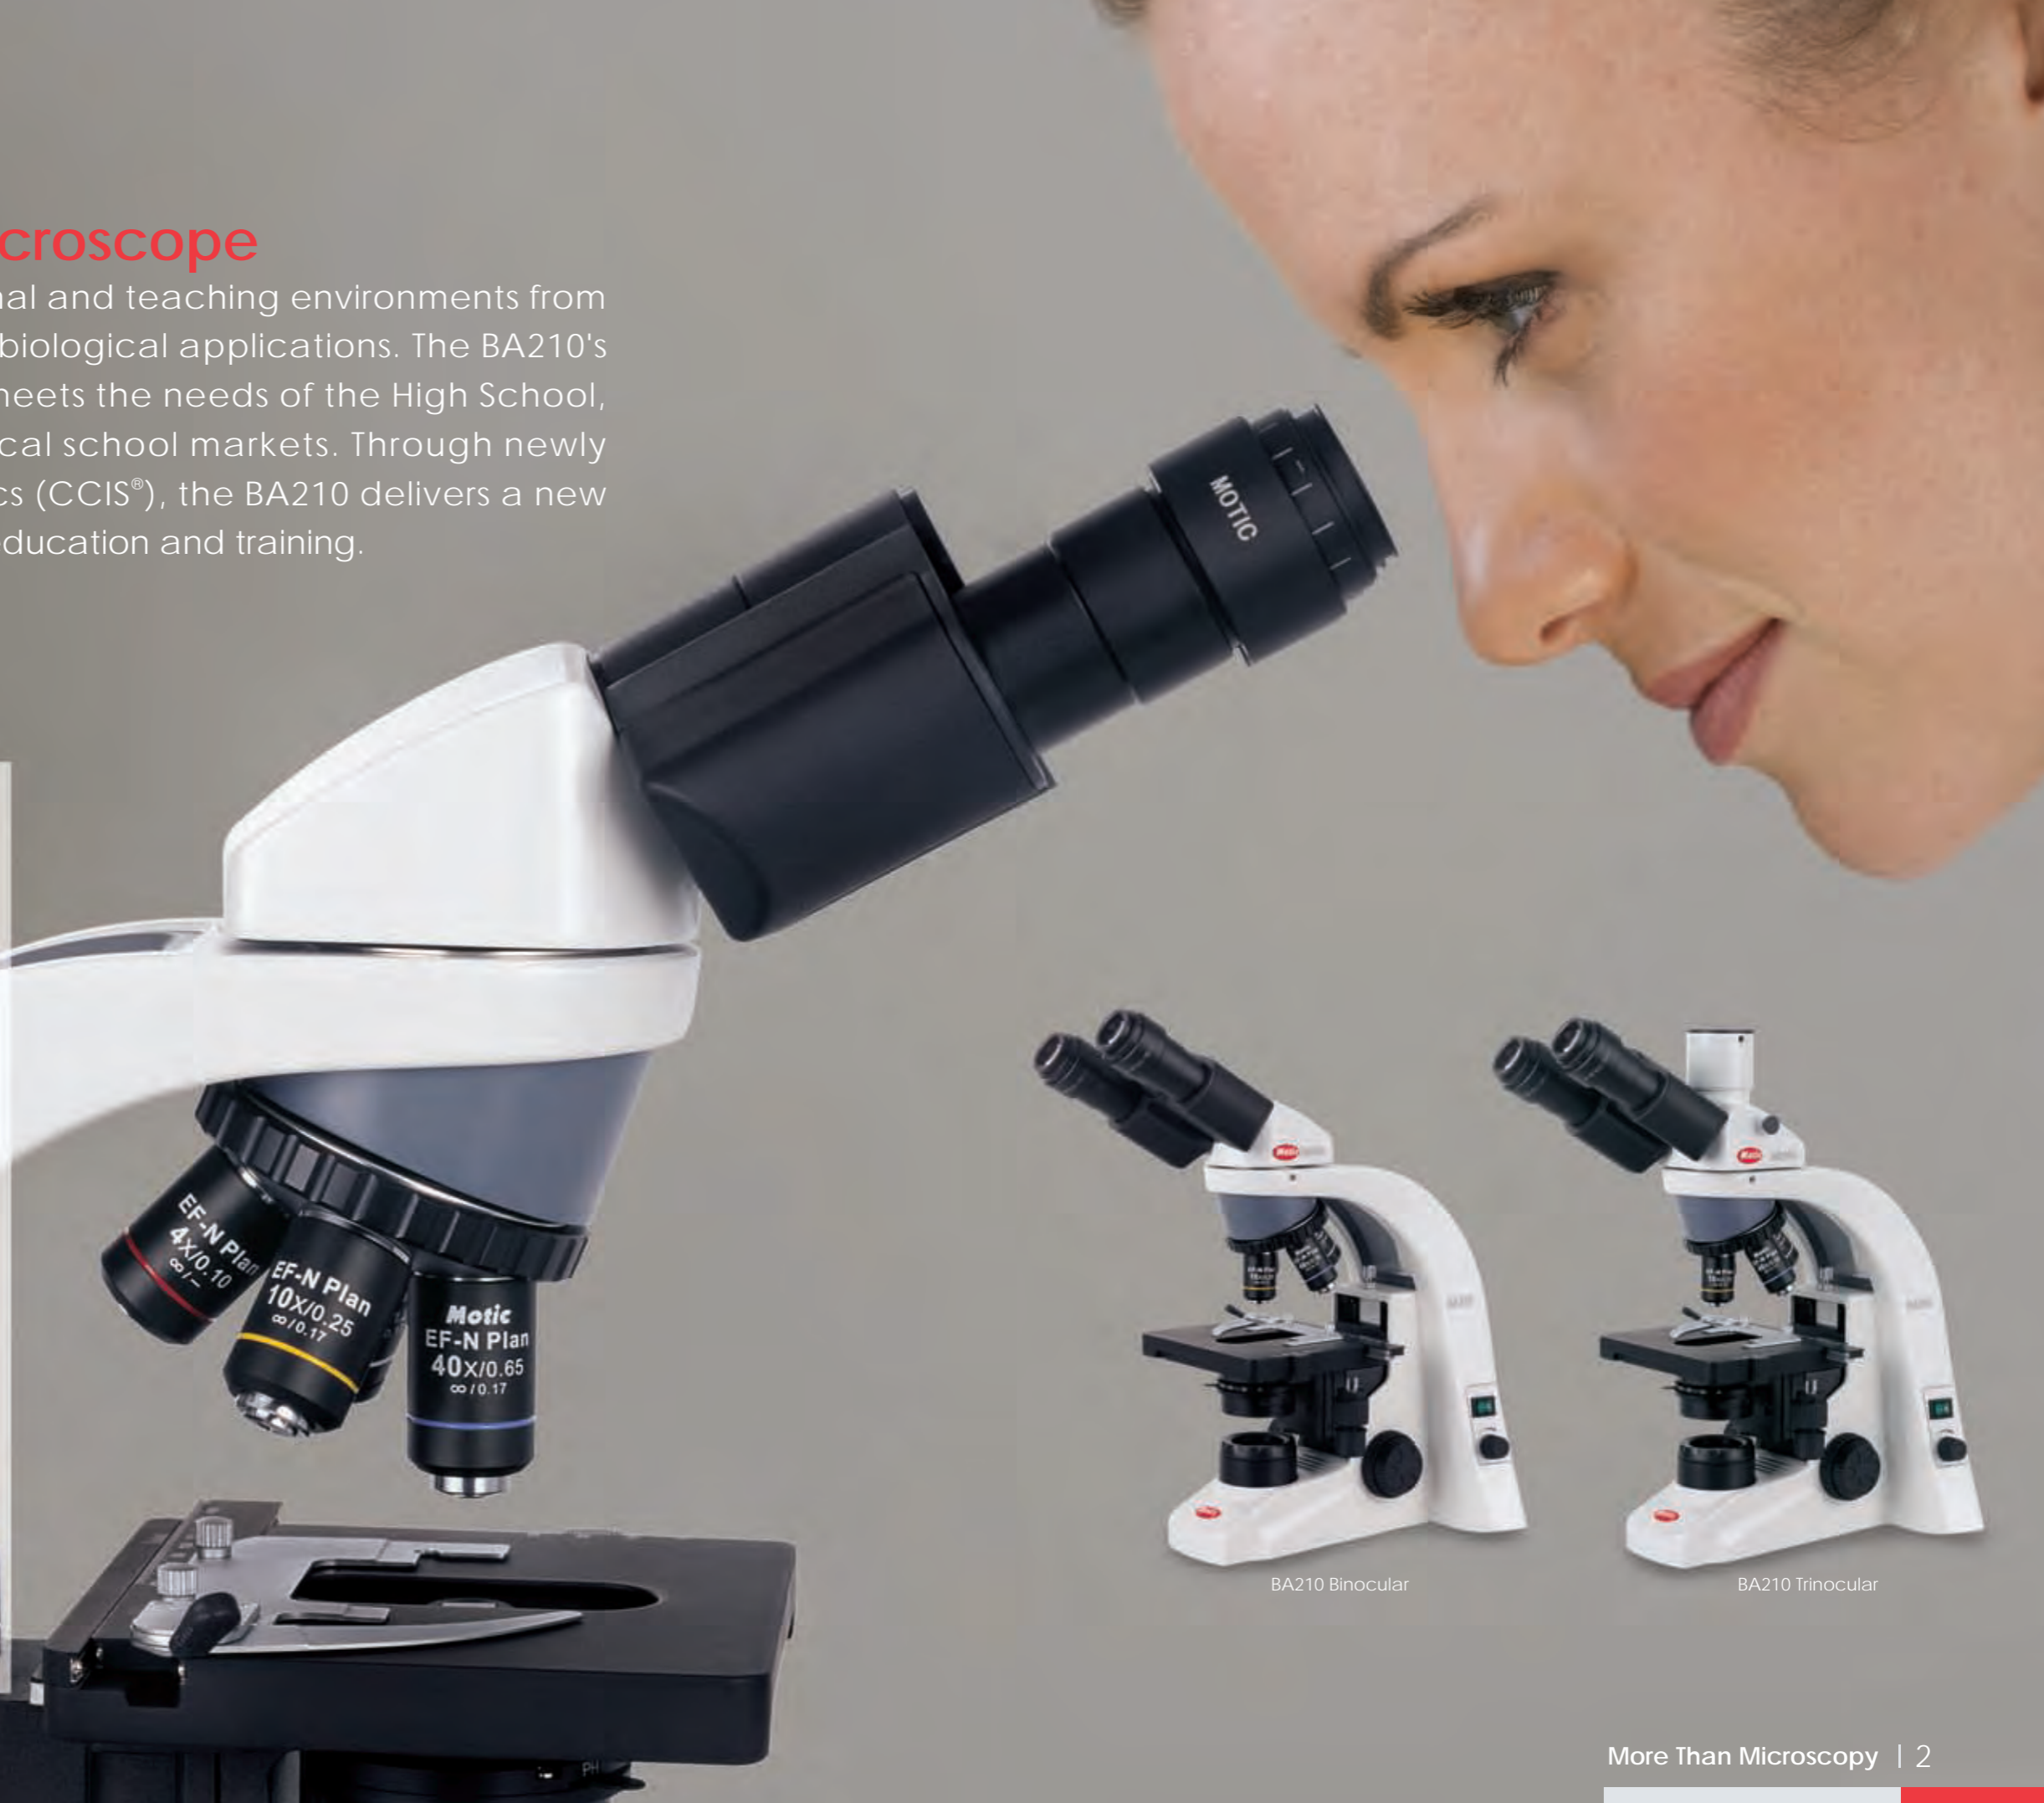 croscope
al and teaching environments from
biological applications. The BA210's
eets the needs of the High School,
cal school markets. Through newly
cs (CCIS®), the BA210 delivers a new
ducation and training.
MOTIC
EF-N Plan
4X/0.10
∞/–
EF-N Plan
10X/0.25
∞/0.17
Motic
EF-N Plan
40X/0.65
∞/0.17
Motic
Motic
BA210 Binocular
BA210 Trinocular
PH
More Than Microscopy | 2